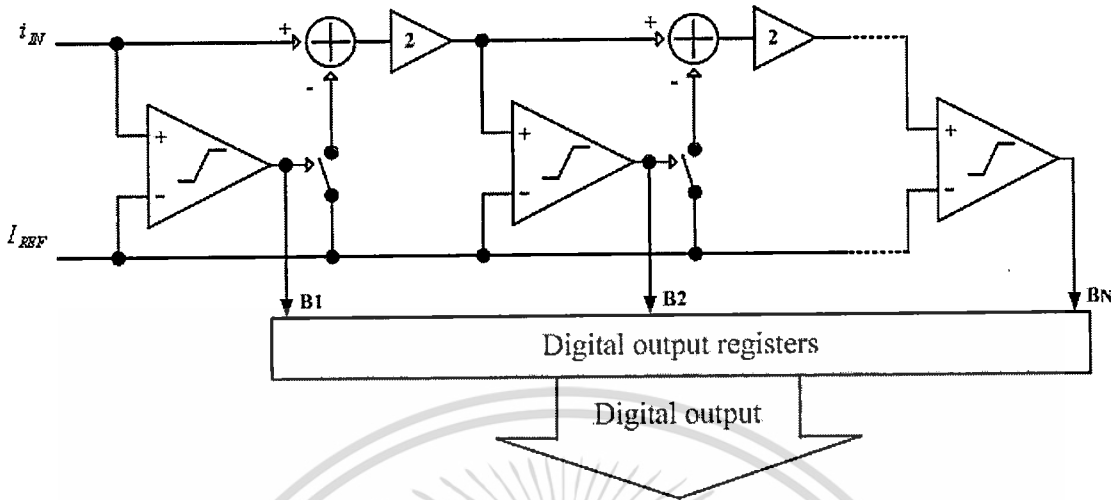 i_IN
+
-
2
+
-
2
+
-
+
-
+
-
I_REF
B1
B2
BN
Digital output registers
Digital output